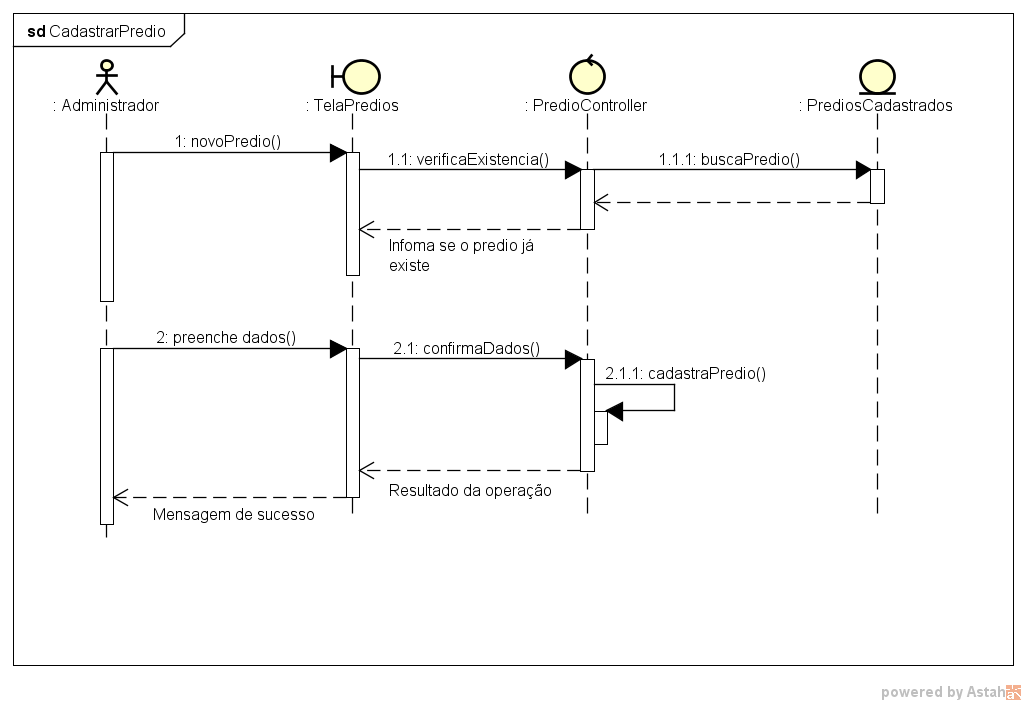 sd CadastrarPredio
: Administrador
: TelaPredios
: PredioController
: PrediosCadastrados
1: novoPredio()
1.1: verificaExistencia()
1.1.1: buscaPredio()
Infoma se o predio já
existe
2: preenche dados()
2.1: confirmaDados()
2.1.1: cadastraPredio()
Resultado da operação
Mensagem de sucesso
powered by Astah